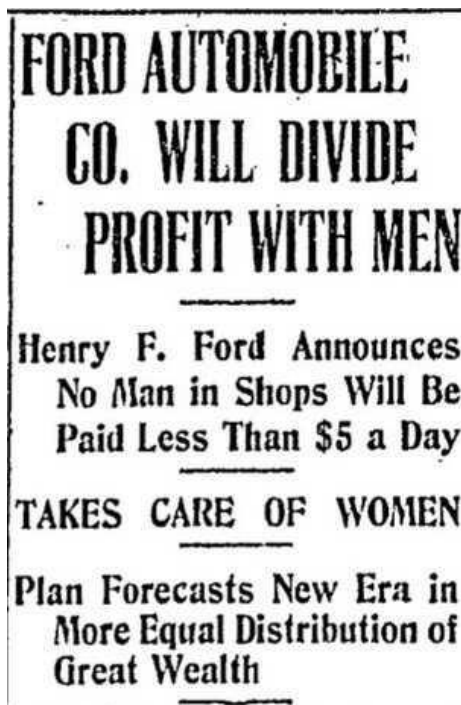 FORD AUTOMOBILE
CO. WILL DIVIDE
PROFIT WITH MEN
Henry F. Ford Announces
No Man in Shops Will Be
Paid Less Than $5 a Day
TAKES CARE OF WOMEN
Plan Forecasts New Era in
More Equal Distribution of
Great Wealth